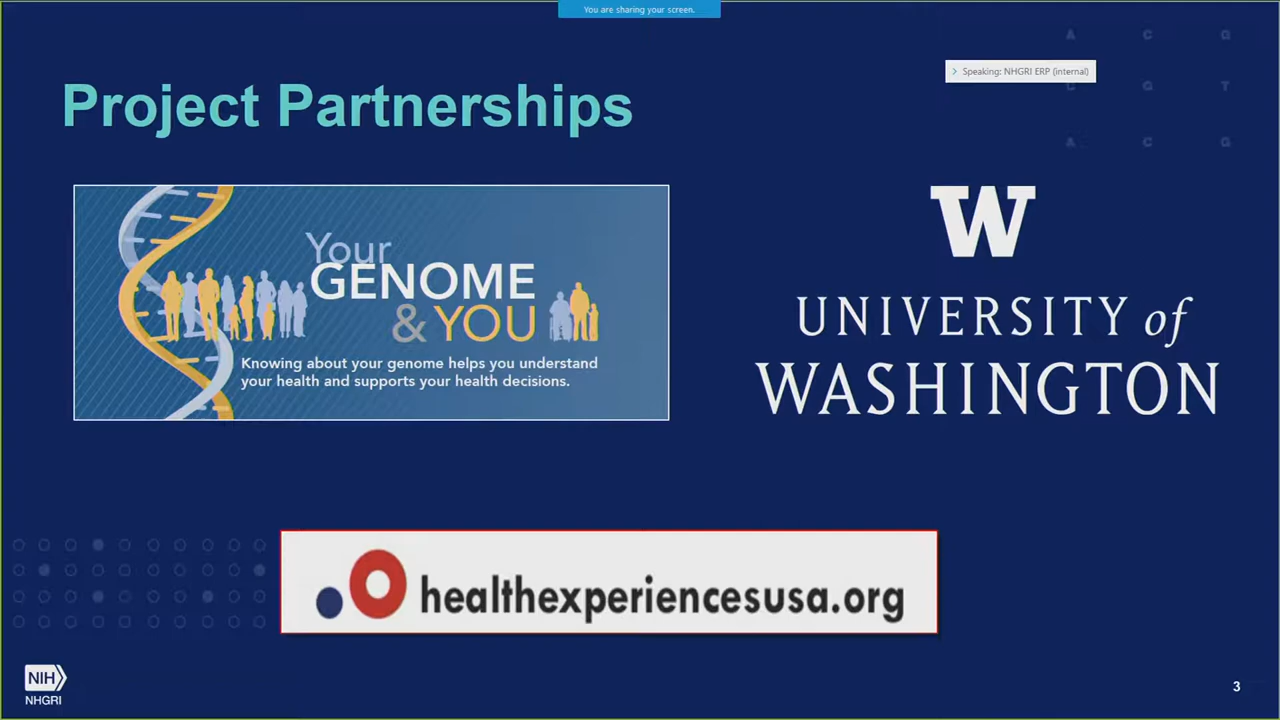 You are sharing your screen.
A C G
Speaking: NHGRI ERP (internal)
G T
A C G
Project Partnerships
Your
GENOME
& YOU
Knowing about your genome helps you understand
your health and supports your health decisions.
W
UNIVERSITY of
WASHINGTON
healthexperiencesusa.org
NIH
NHGRI
3